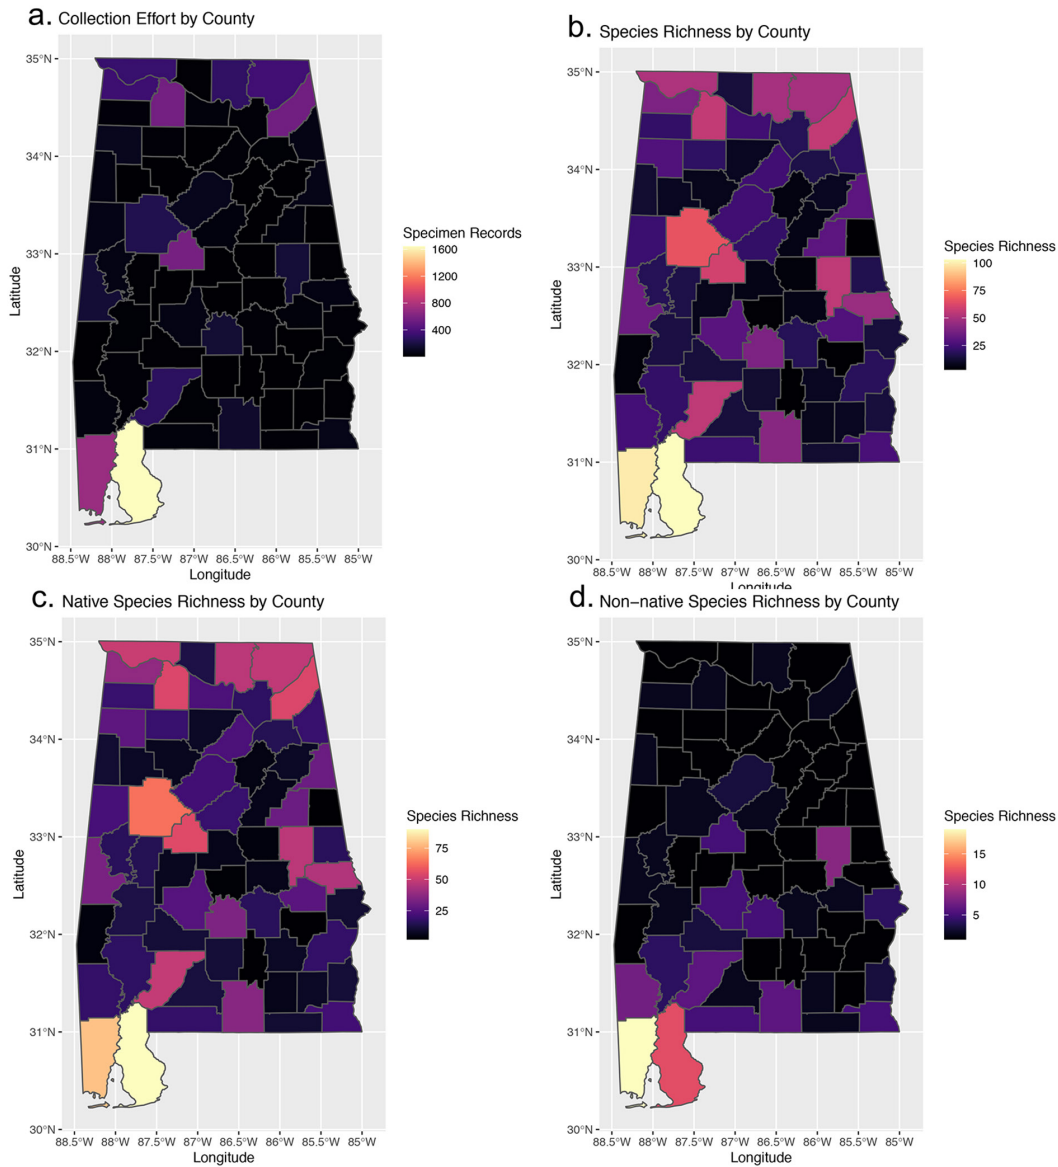 a. Collection Effort by County
35°N
34°N
33°N
32°N
31°N
30°N
Latitude
88.5°W 88°W 87.5°W 87°W 86.5°W 86°W 85.5°W 85°W
Longitude
Specimen Records
1600
1200
800
400
b. Species Richness by County
35°N
34°N
33°N
32°N
31°N
30°N
Latitude
88.5°W 88°W 87.5°W 87°W 86.5°W 86°W 85.5°W 85°W
Longitude
Species Richness
100
75
50
25
c. Native Species Richness by County
35°N
34°N
33°N
32°N
31°N
30°N
Latitude
88.5°W 88°W 87.5°W 87°W 86.5°W 86°W 85.5°W 85°W
Longitude
Species Richness
75
50
25
d. Non−native Species Richness by County
35°N
34°N
33°N
32°N
31°N
30°N
Latitude
88.5°W 88°W 87.5°W 87°W 86.5°W 86°W 85.5°W 85°W
Longitude
Species Richness
15
10
5